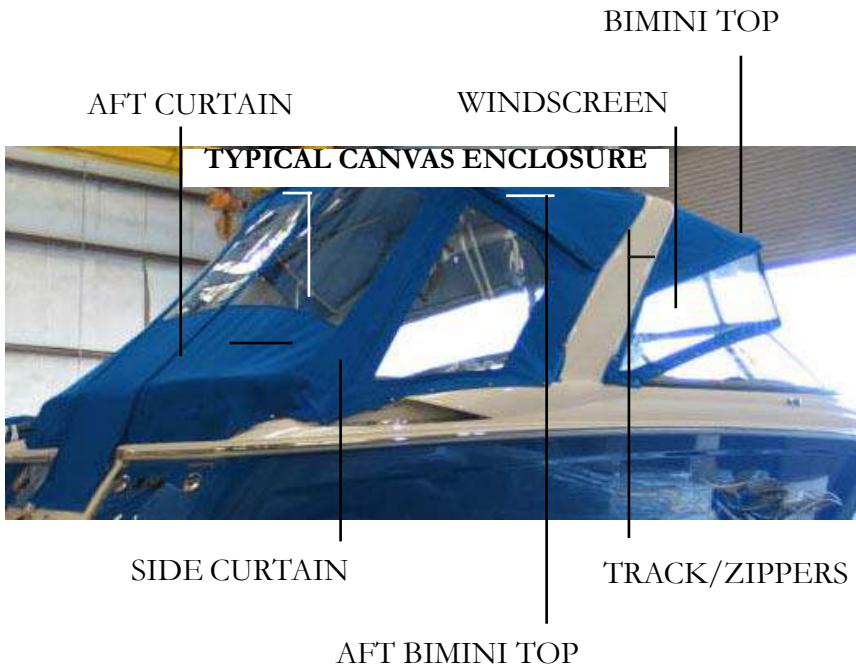 BIMINI TOP
AFT CURTAIN
WINDSCREEN
TYPICAL CANVAS ENCLOSURE
SIDE CURTAIN
TRACK/ZIPPERS
AFT BIMINI TOP